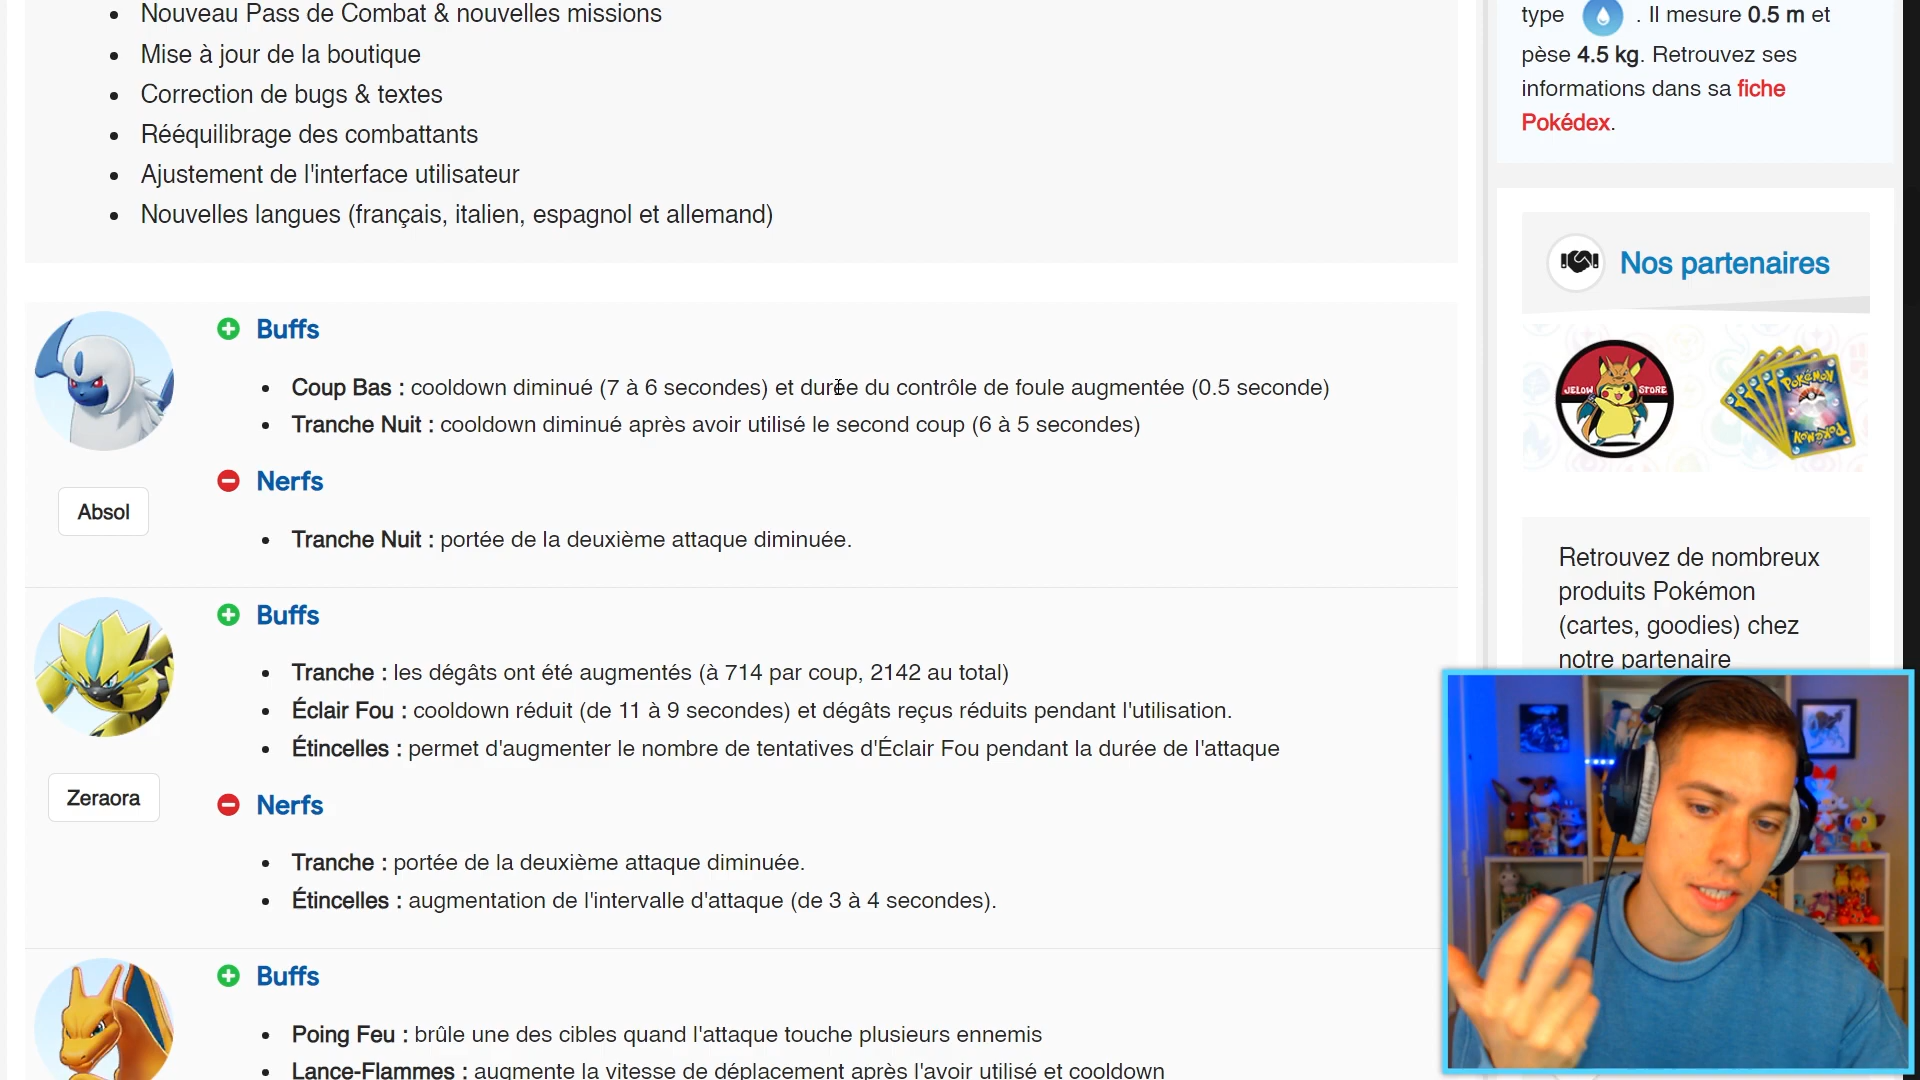 Nouveau Pass de Combat & nouvelles missions
Mise à jour de la boutique
Correction de bugs & textes
Rééquilibrage des combattants
Ajustement de l'interface utilisateur
Nouvelles langues (français, italien, espagnol et allemand)
Buffs
Coup Bas : cooldown diminué (7 à 6 secondes) et durée du contrôle de foule augmentée (0.5 seconde)
Tranche Nuit : cooldown diminué après avoir utilisé le second coup (6 à 5 secondes)
Nerfs
Absol
Tranche Nuit : portée de la deuxième attaque diminuée.
Buffs
Tranche : les dégâts ont été augmentés (à 714 par coup, 2142 au total)
Éclair Fou : cooldown réduit (de 11 à 9 secondes) et dégâts reçus réduits pendant l'utilisation.
Étincelles : permet d'augmenter le nombre de tentatives d'Éclair Fou pendant la durée de l'attaque
Zeraora
Nerfs
Tranche : portée de la deuxième attaque diminuée.
Étincelles : augmentation de l'intervalle d'attaque (de 3 à 4 secondes).
Buffs
Poing Feu : brûle une des cibles quand l'attaque touche plusieurs ennemis
Lance-Flammes : augmente la vitesse de déplacement après l'avoir utilisé et cooldown
type . Il mesure 0.5 m et
pèse 4.5 kg. Retrouvez ses
informations dans sa fiche
Pokédex.
Nos partenaires
JELOW STORE
POKéMON
POKéMON
Retrouvez de nombreux
produits Pokémon
(cartes, goodies) chez
notre partenaire